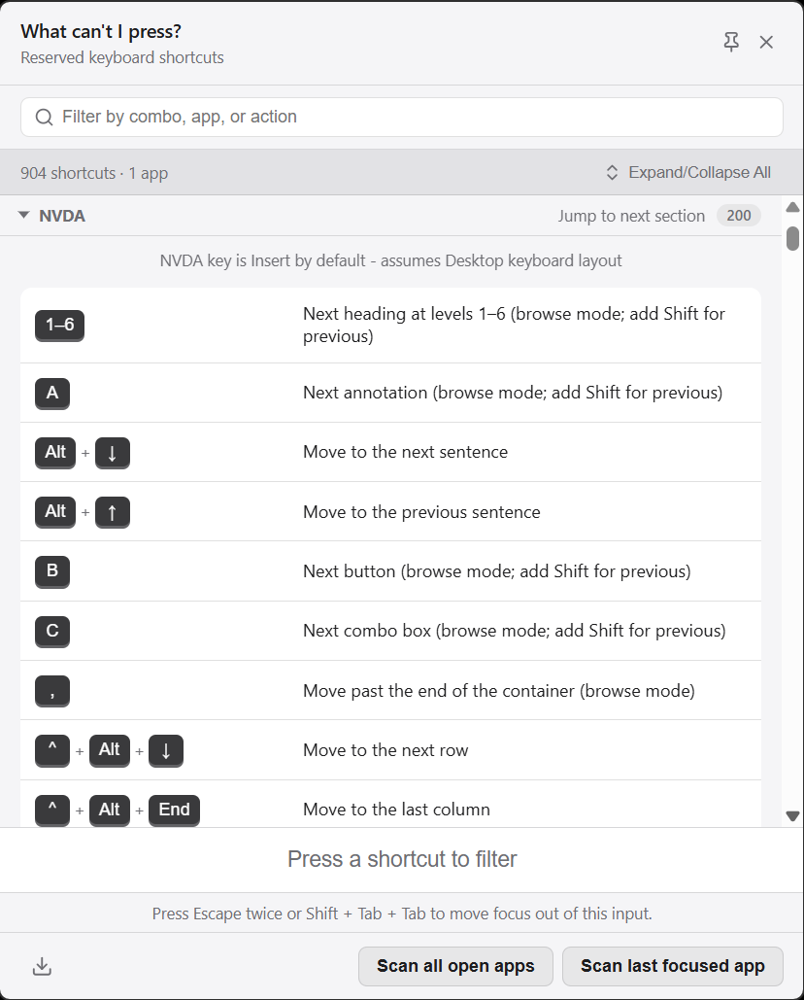 What can't I press?
Reserved keyboard shortcuts
Filter by combo, app, or action
904 shortcuts · 1 app
Expand/Collapse All
NVDA
Jump to next section 200
NVDA key is Insert by default - assumes Desktop keyboard layout
1–6
Next heading at levels 1–6 (browse mode; add Shift for
previous)
A
Next annotation (browse mode; add Shift for previous)
Alt + ↓
Move to the next sentence
Alt + ↑
Move to the previous sentence
B
Next button (browse mode; add Shift for previous)
C
Next combo box (browse mode; add Shift for previous)
,
Move past the end of the container (browse mode)
^ + Alt + ↓
Move to the next row
^ + Alt + End
Move to the last column
Press a shortcut to filter
Press Escape twice or Shift + Tab + Tab to move focus out of this input.
Scan all open apps
Scan last focused app